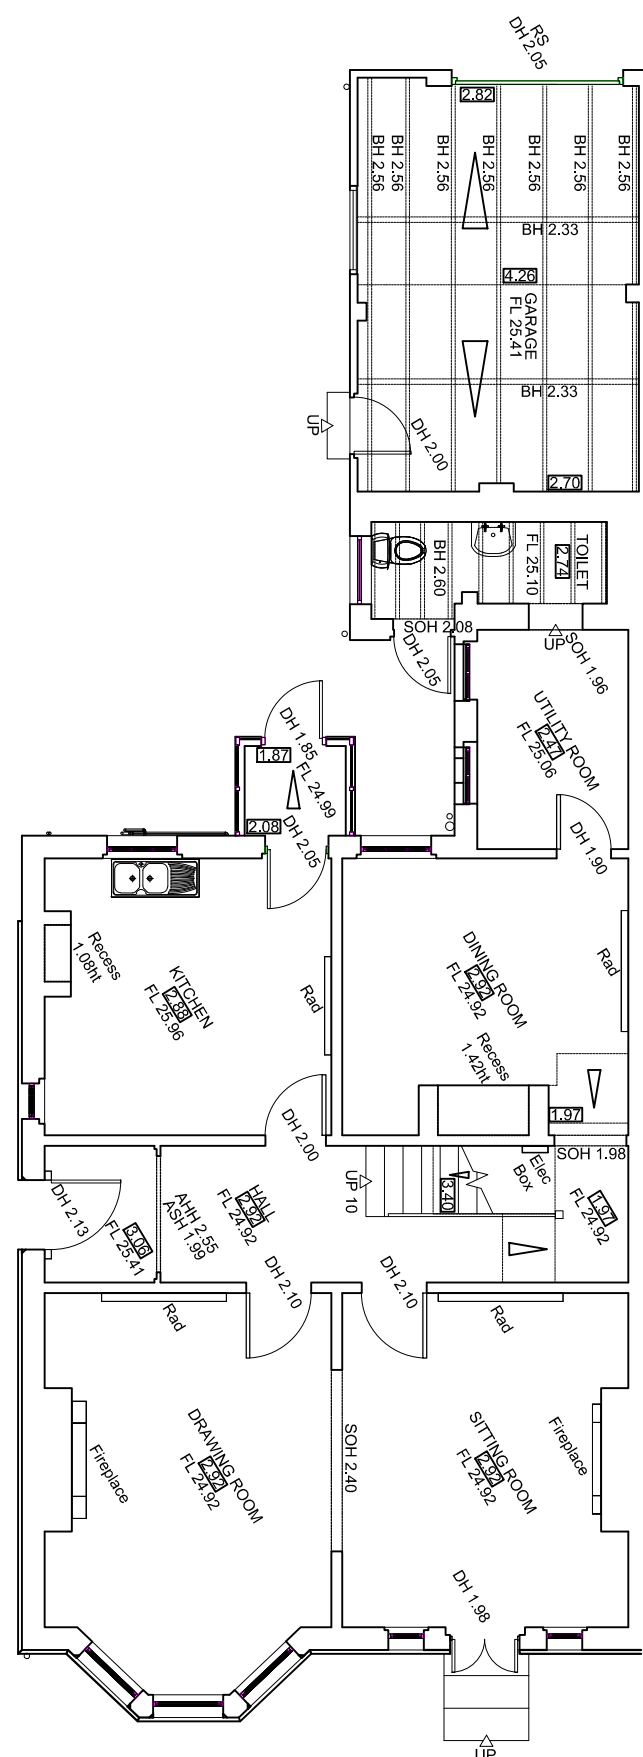 RS
DH 2.05
2.82
BH 2.56
BH 2.56
BH 2.56
BH 2.56
BH 2.56
BH 2.56
BH 2.56
BH 2.33
4.26
GARAGE
FL 25.41
BH 2.33
UP
DH 2.00
2.70
BH 2.60
TOILET
2.74
FL 25.10
SOH 2.08
DH 2.05
UP
SOH 1.96
UTILITY ROOM
2.47
FL 25.06
DH 1.85
1.87
FL 24.99
2.08
DH 2.05
DH 1.90
Recess
1.08ht
KITCHEN
2.88
FL 25.96
Rad
DINING ROOM
2.92
FL 24.92
Rad
Recess
1.42ht
1.97
DH 2.00
SOH 1.98
UP 10
3.40
Elec
Box
1.97
FL 24.92
DH 2.13
3.06
FL 25.41
AHH 2.55
ASH 1.99
HALL
2.92
FL 24.92
DH 2.10
DH 2.10
Rad
Rad
Fireplace
DRAWING ROOM
2.92
FL 24.92
SOH 2.40
SITTING ROOM
2.92
FL 24.92
Fireplace
DH 1.98
UP